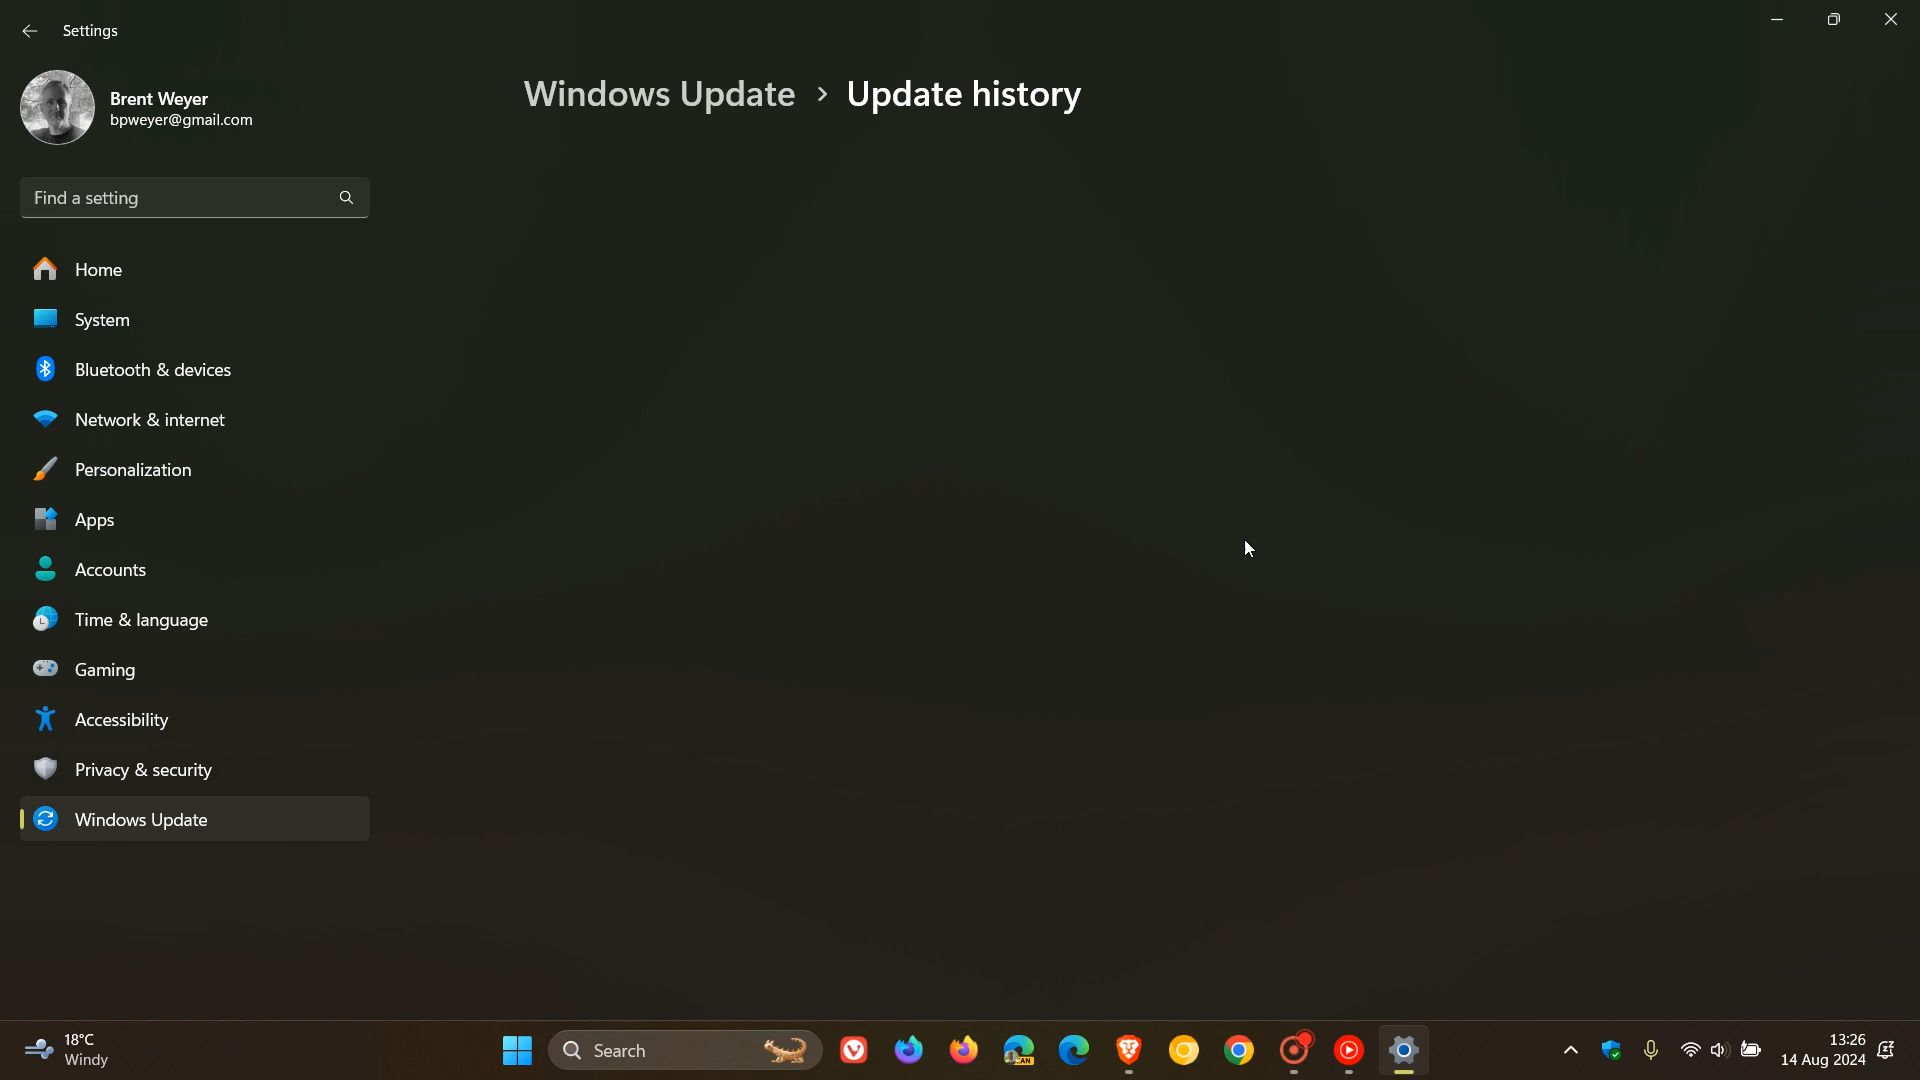 Settings
Brent Weyer
bpweyer@gmail.com
Find a setting
Home
System
Bluetooth & devices
Network & internet
Personalization
Apps
Accounts
Time & language
Gaming
Accessibility
Privacy & security
Windows Update
Windows Update > Update history
18°C
Windy
Search
CAN
13:26
14 Aug 2024